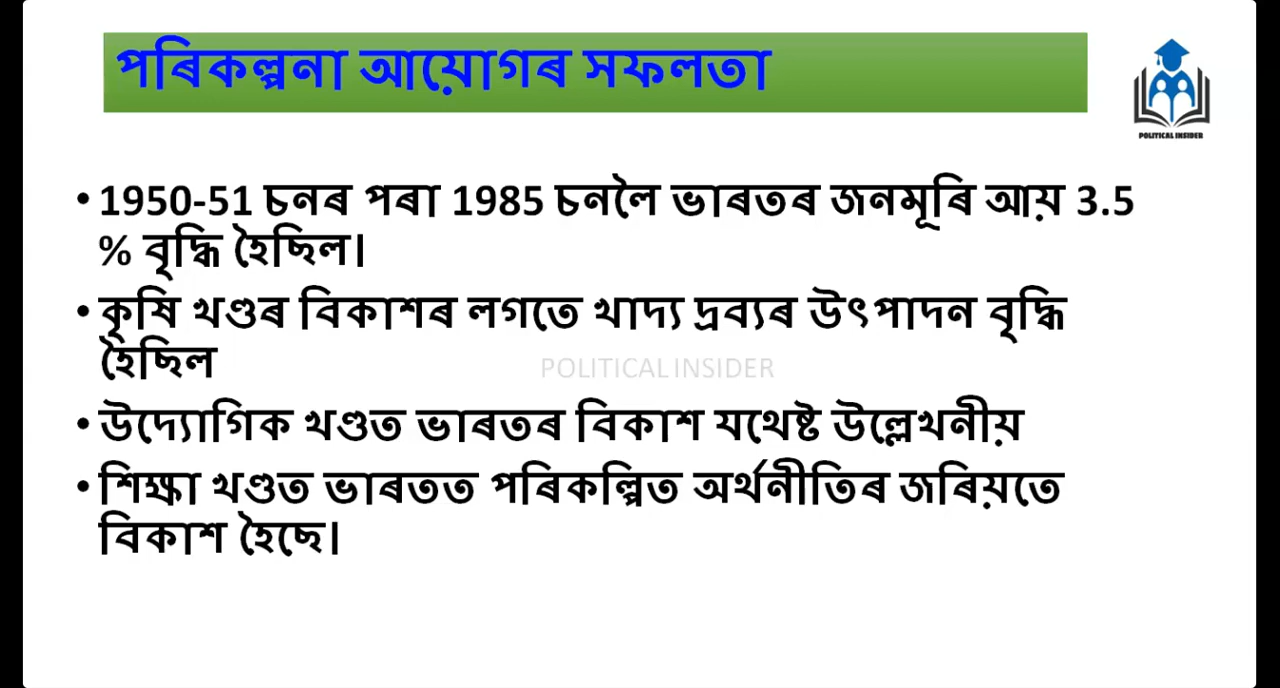 পৰিকল্পনা আয়োগৰ সফলতা
POLITICAL INSIDER
• 1950-51 চনৰ পৰা 1985 চনলৈ ভাৰতৰ জনমূৰি আয় 3.5
% বৃদ্ধি হৈছিল।
• কৃষি খণ্ডৰ বিকাশৰ লগতে খাদ্য দ্ৰব্যৰ উৎপাদন বৃদ্ধি
হৈছিল
POLITICAL INSIDER
• উদ্যোগিক খণ্ডত ভাৰতৰ বিকাশ যথেষ্ট উল্লেখনীয়
• শিক্ষা খণ্ডত ভাৰতত পৰিকল্পিত অৰ্থনীতিৰ জৰিয়তে
বিকাশ হৈছে।